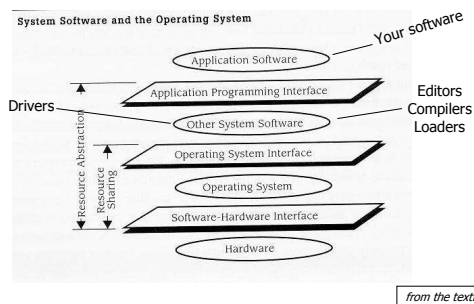 System Software and the Operating System
Your software
Application Software
Application Programming Interface
Drivers
Editors
Compilers
Loaders
Other System Software
Operating System Interface
Resource Abstraction
Resource
Sharing
Operating System
Software-Hardware Interface
Hardware
from the text